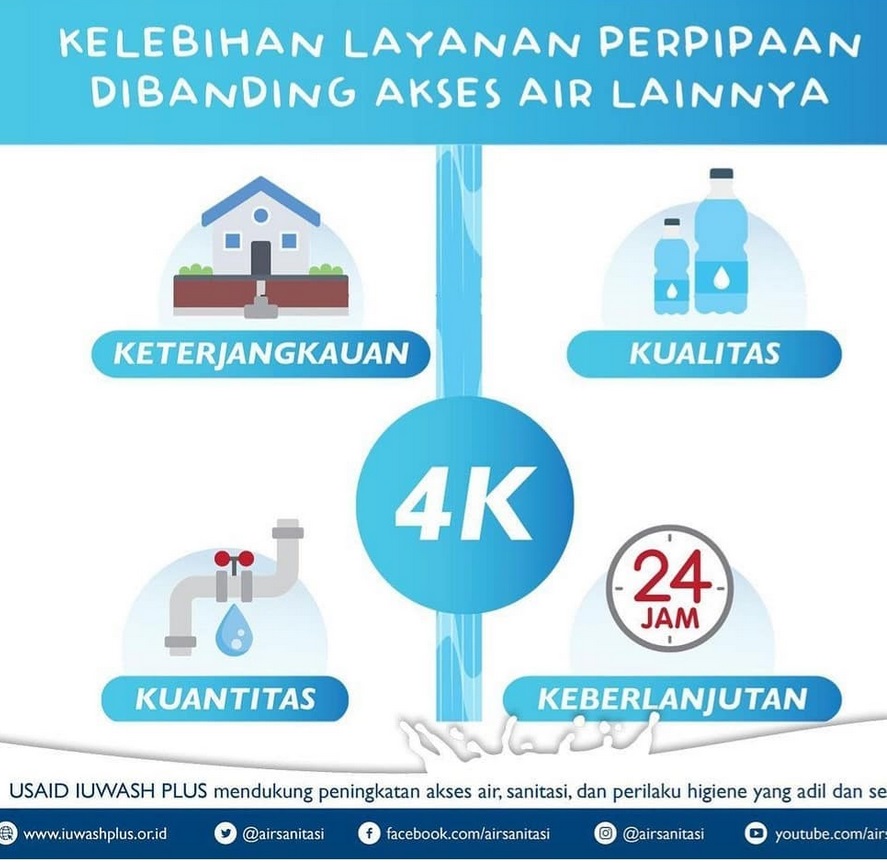 KELEBIHAN LAYANAN PERPIPAAN
DIBANDING AKSES AIR LAINNYA
KETERJANGKAUAN
KUALITAS
4K
24
JAM
KUANTITAS
KEBERLANJUTAN
USAID IUWASH PLUS mendukung peningkatan akses air, sanitasi, dan perilaku higiene yang adil dan
www.iuwashplus.or.id @airsanitasi facebook.com/airsanitasi @airsanitasi